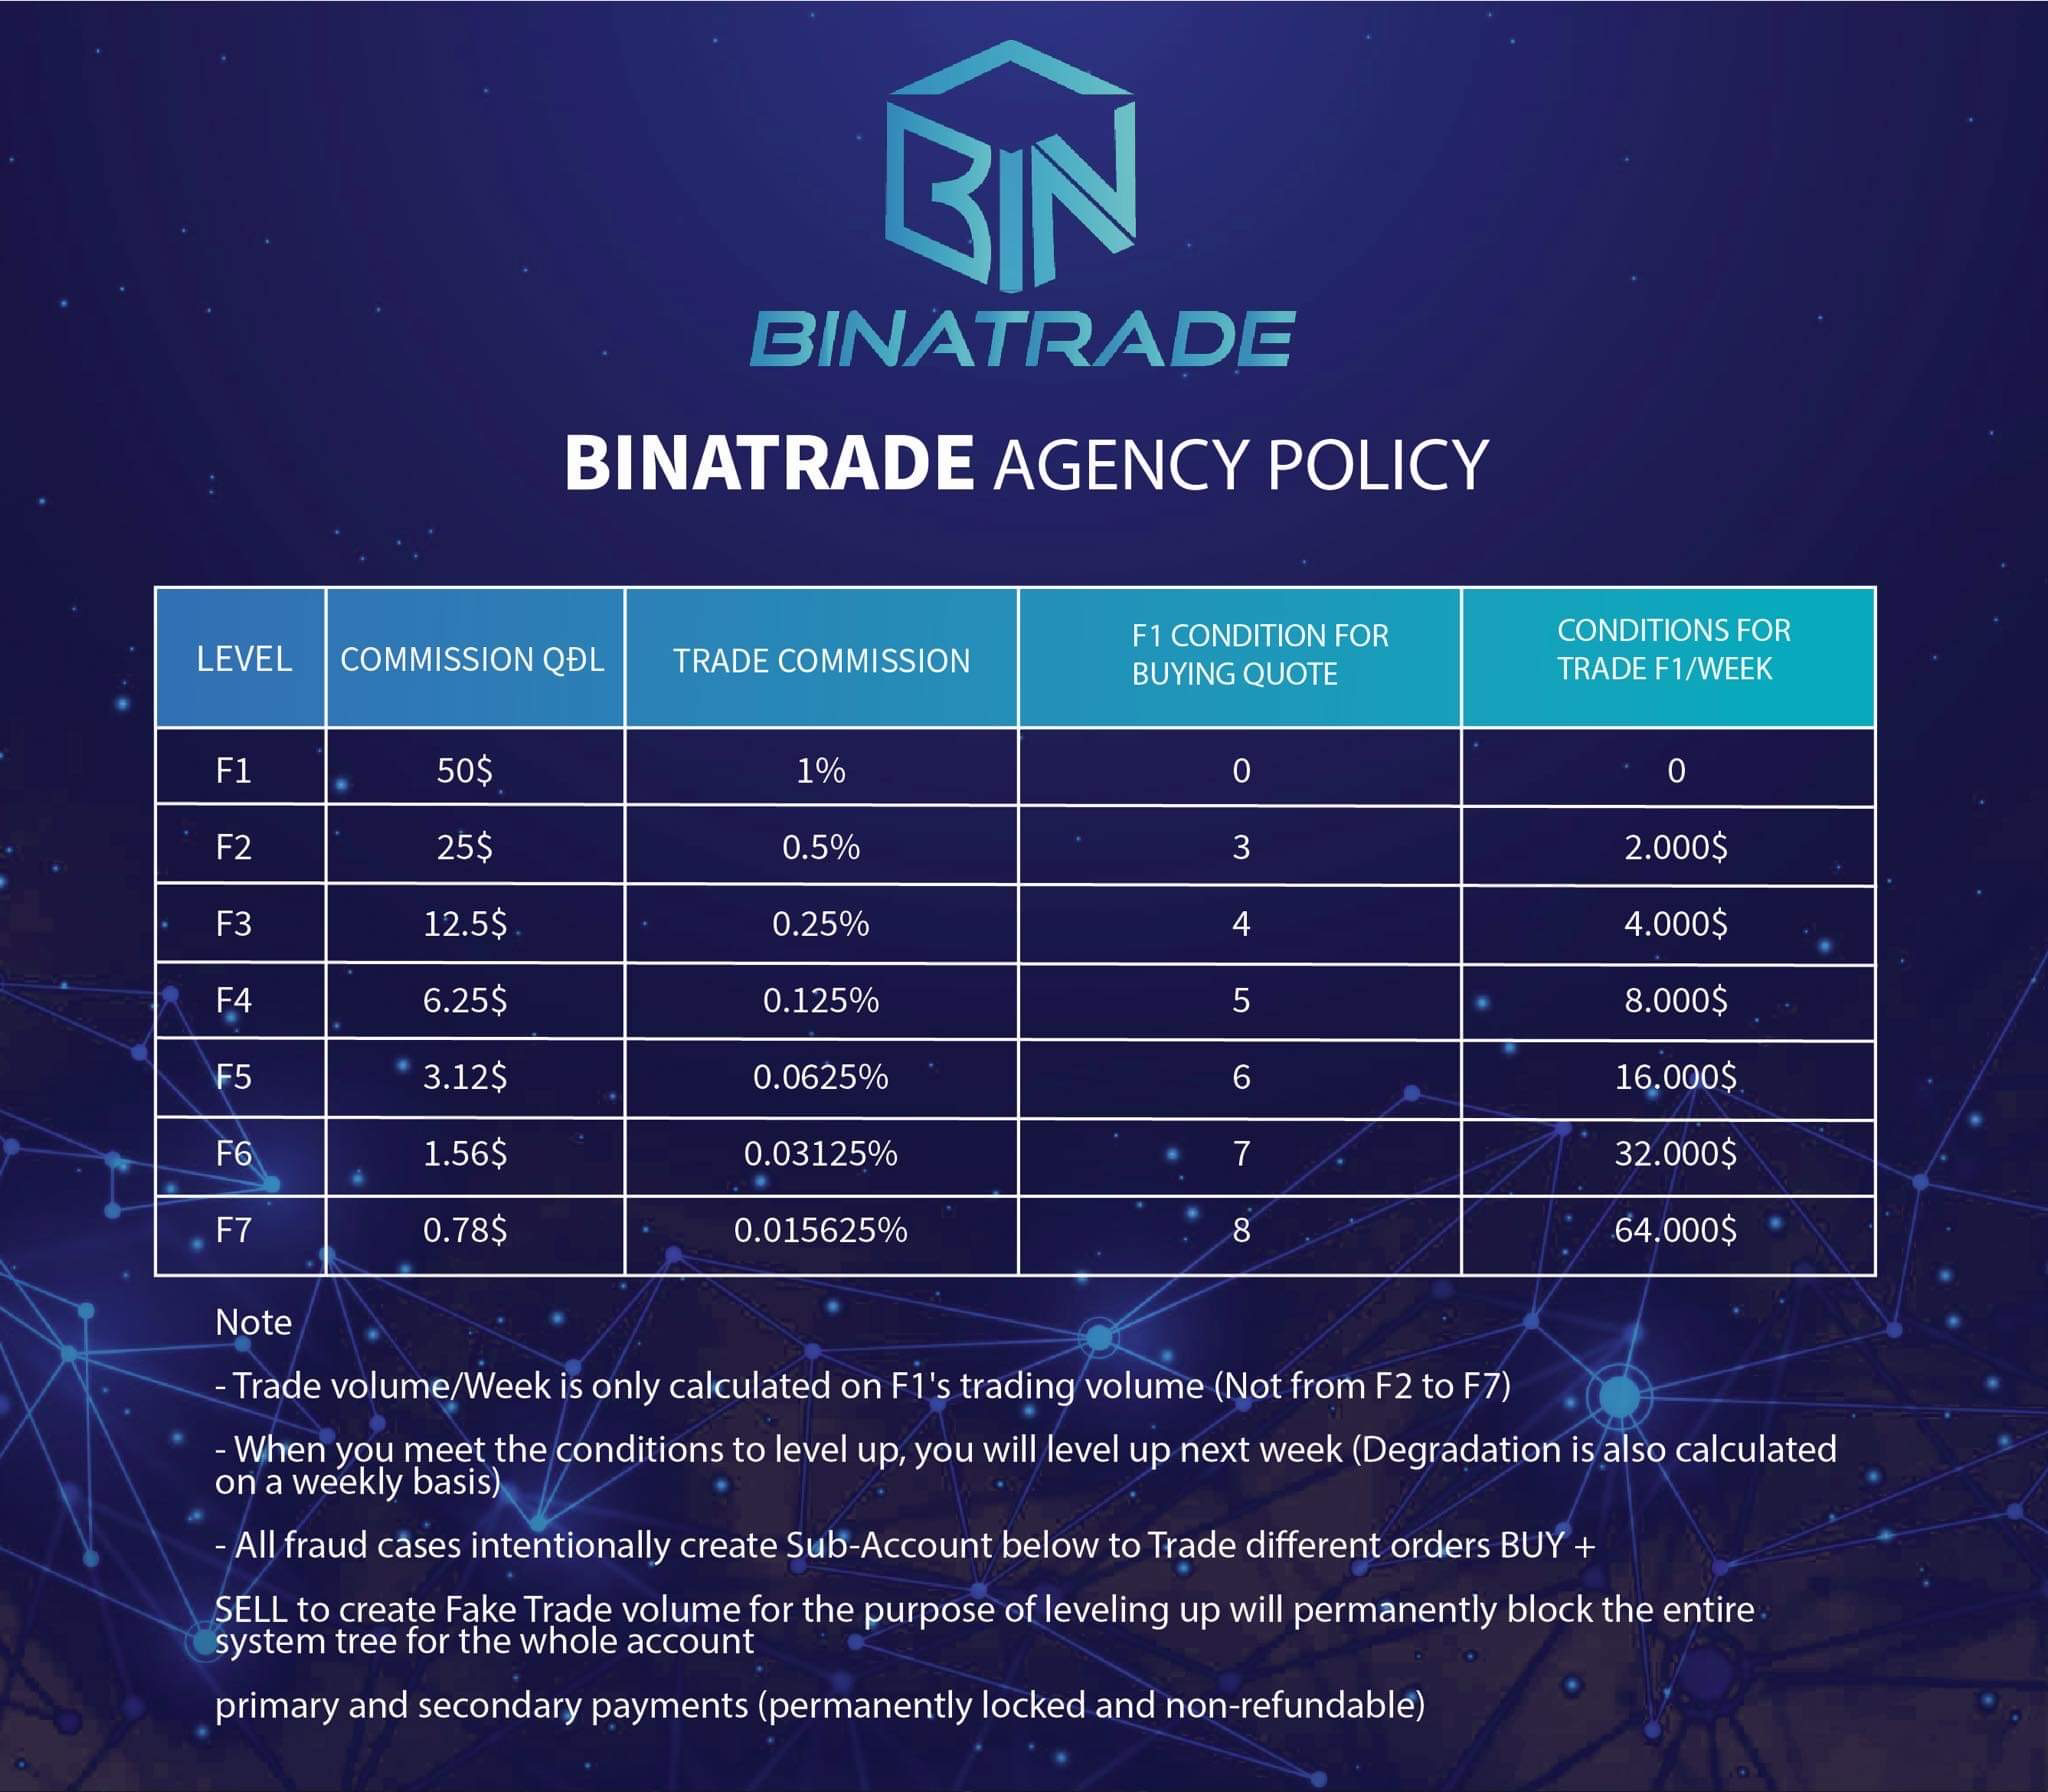 BIN
BINATRADE
BINATRADE AGENCY POLICY
LEVEL COMMISSION QĐL TRADE COMMISSION F1 CONDITION FOR BUYING QUOTE CONDITIONS FOR TRADE F1/WEEK
F1 50$ 1% 0 0
F2 25$ 0.5% 3 2.000$
F3 12.5$ 0.25% 4 4.000$
F4 6.25$ 0.125% 5 8.000$
F5 3.12$ 0.0625% 6 16.000$
F6 1.56$ 0.03125% 7 32.000$
F7 0.78$ 0.015625% 8 64.000$
Note
- Trade volume/Week is only calculated on F1's trading volume (Not from F2 to F7)
- When you meet the conditions to level up, you will level up next week (Degradation is also calculated
on a weekly basis)
- All fraud cases intentionally create Sub-Account below to Trade different orders BUY +
SELL to create Fake Trade volume for the purpose of leveling up will permanently block the entire
system tree for the whole account
primary and secondary payments (permanently locked and non-refundable)